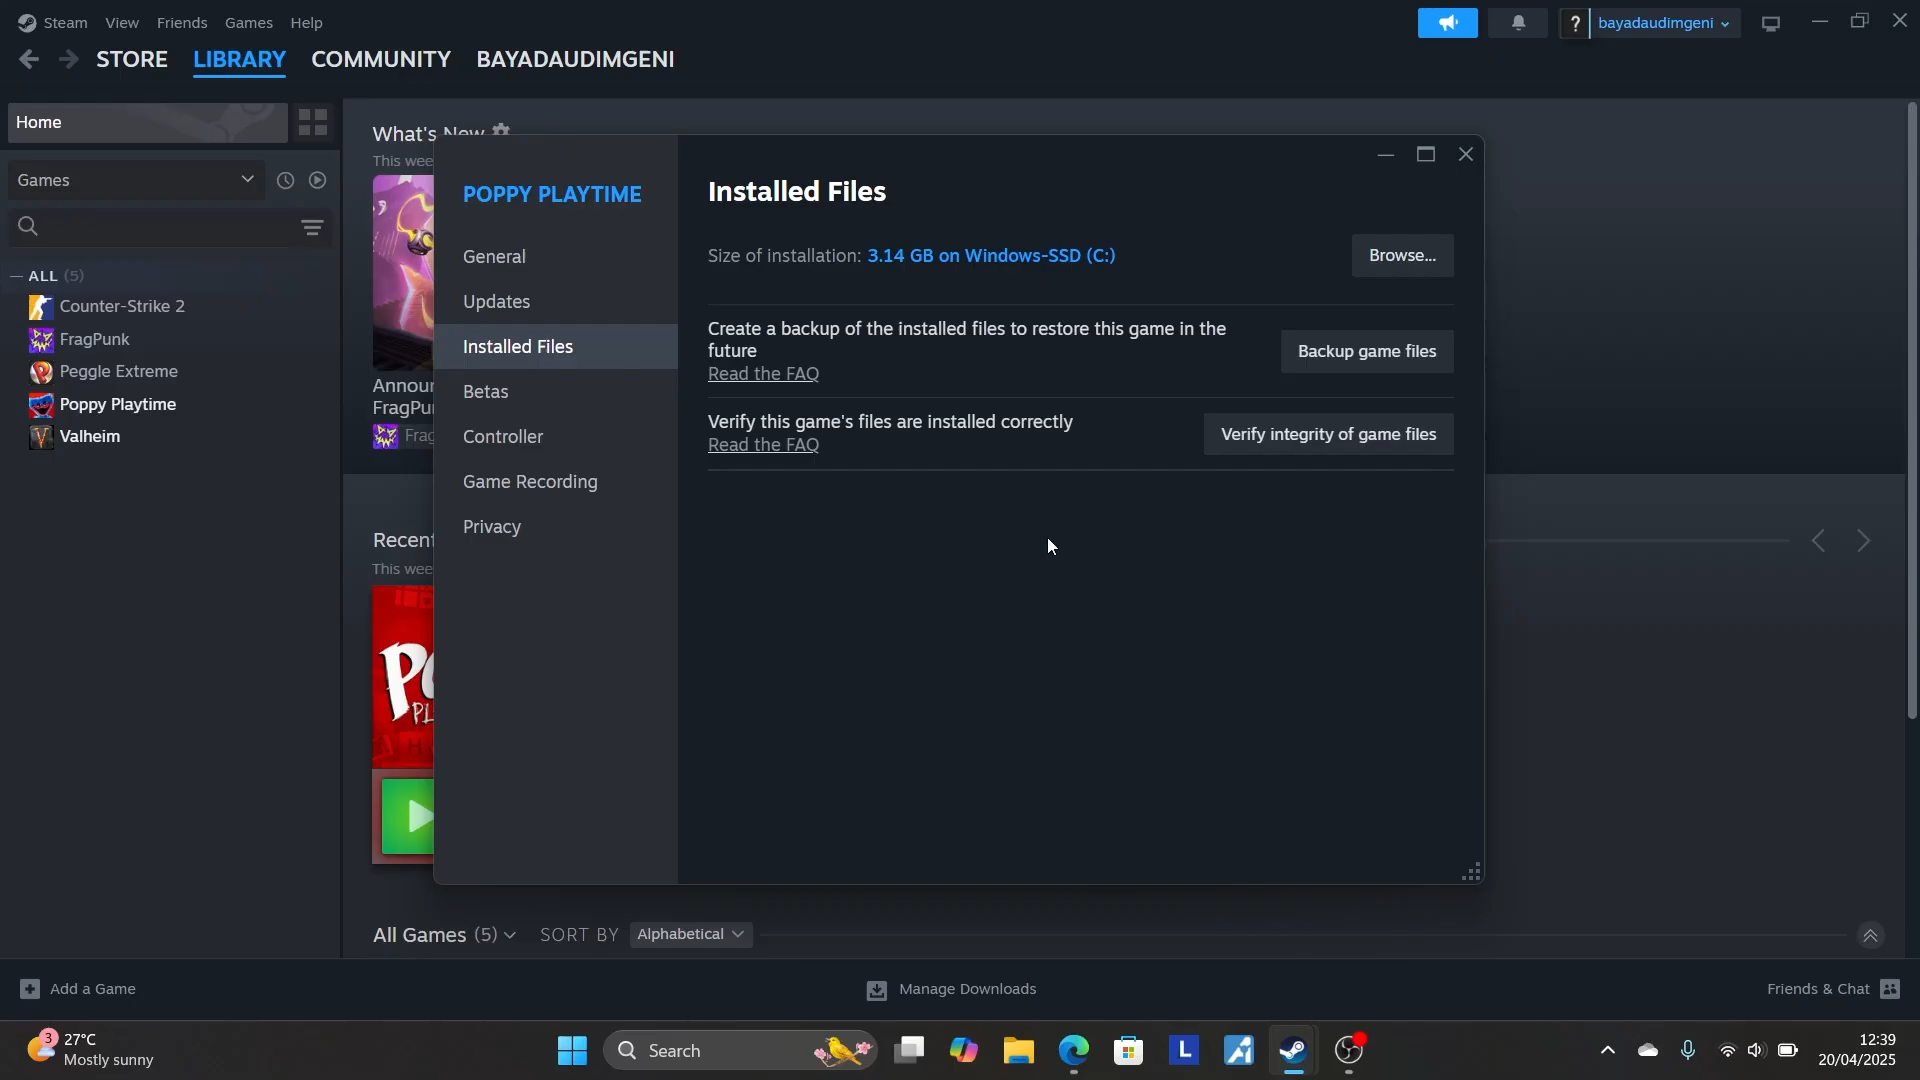 Steam View Friends Games Help
? bayadaudimgeni
STORE LIBRARY COMMUNITY BAYADAUDIMGENI
Home
Games
— ALL (5)
Counter-Strike 2
FragPunk
Peggle Extreme
Poppy Playtime
Valheim
What's New
This wee
Announ
FragPun
Frag
Recent
This wee
PO
PL
POPPY PLAYTIME
General
Updates
Installed Files
Betas
Controller
Game Recording
Privacy
Installed Files
Size of installation: 3.14 GB on Windows-SSD (C:)
Browse...
Create a backup of the installed files to restore this game in the
future
Read the FAQ
Backup game files
Verify this game's files are installed correctly
Read the FAQ
Verify integrity of game files
All Games (5) SORT BY Alphabetical
Add a Game
Manage Downloads
Friends & Chat
3
27°C
Mostly sunny
Search
L
12:39
20/04/2025